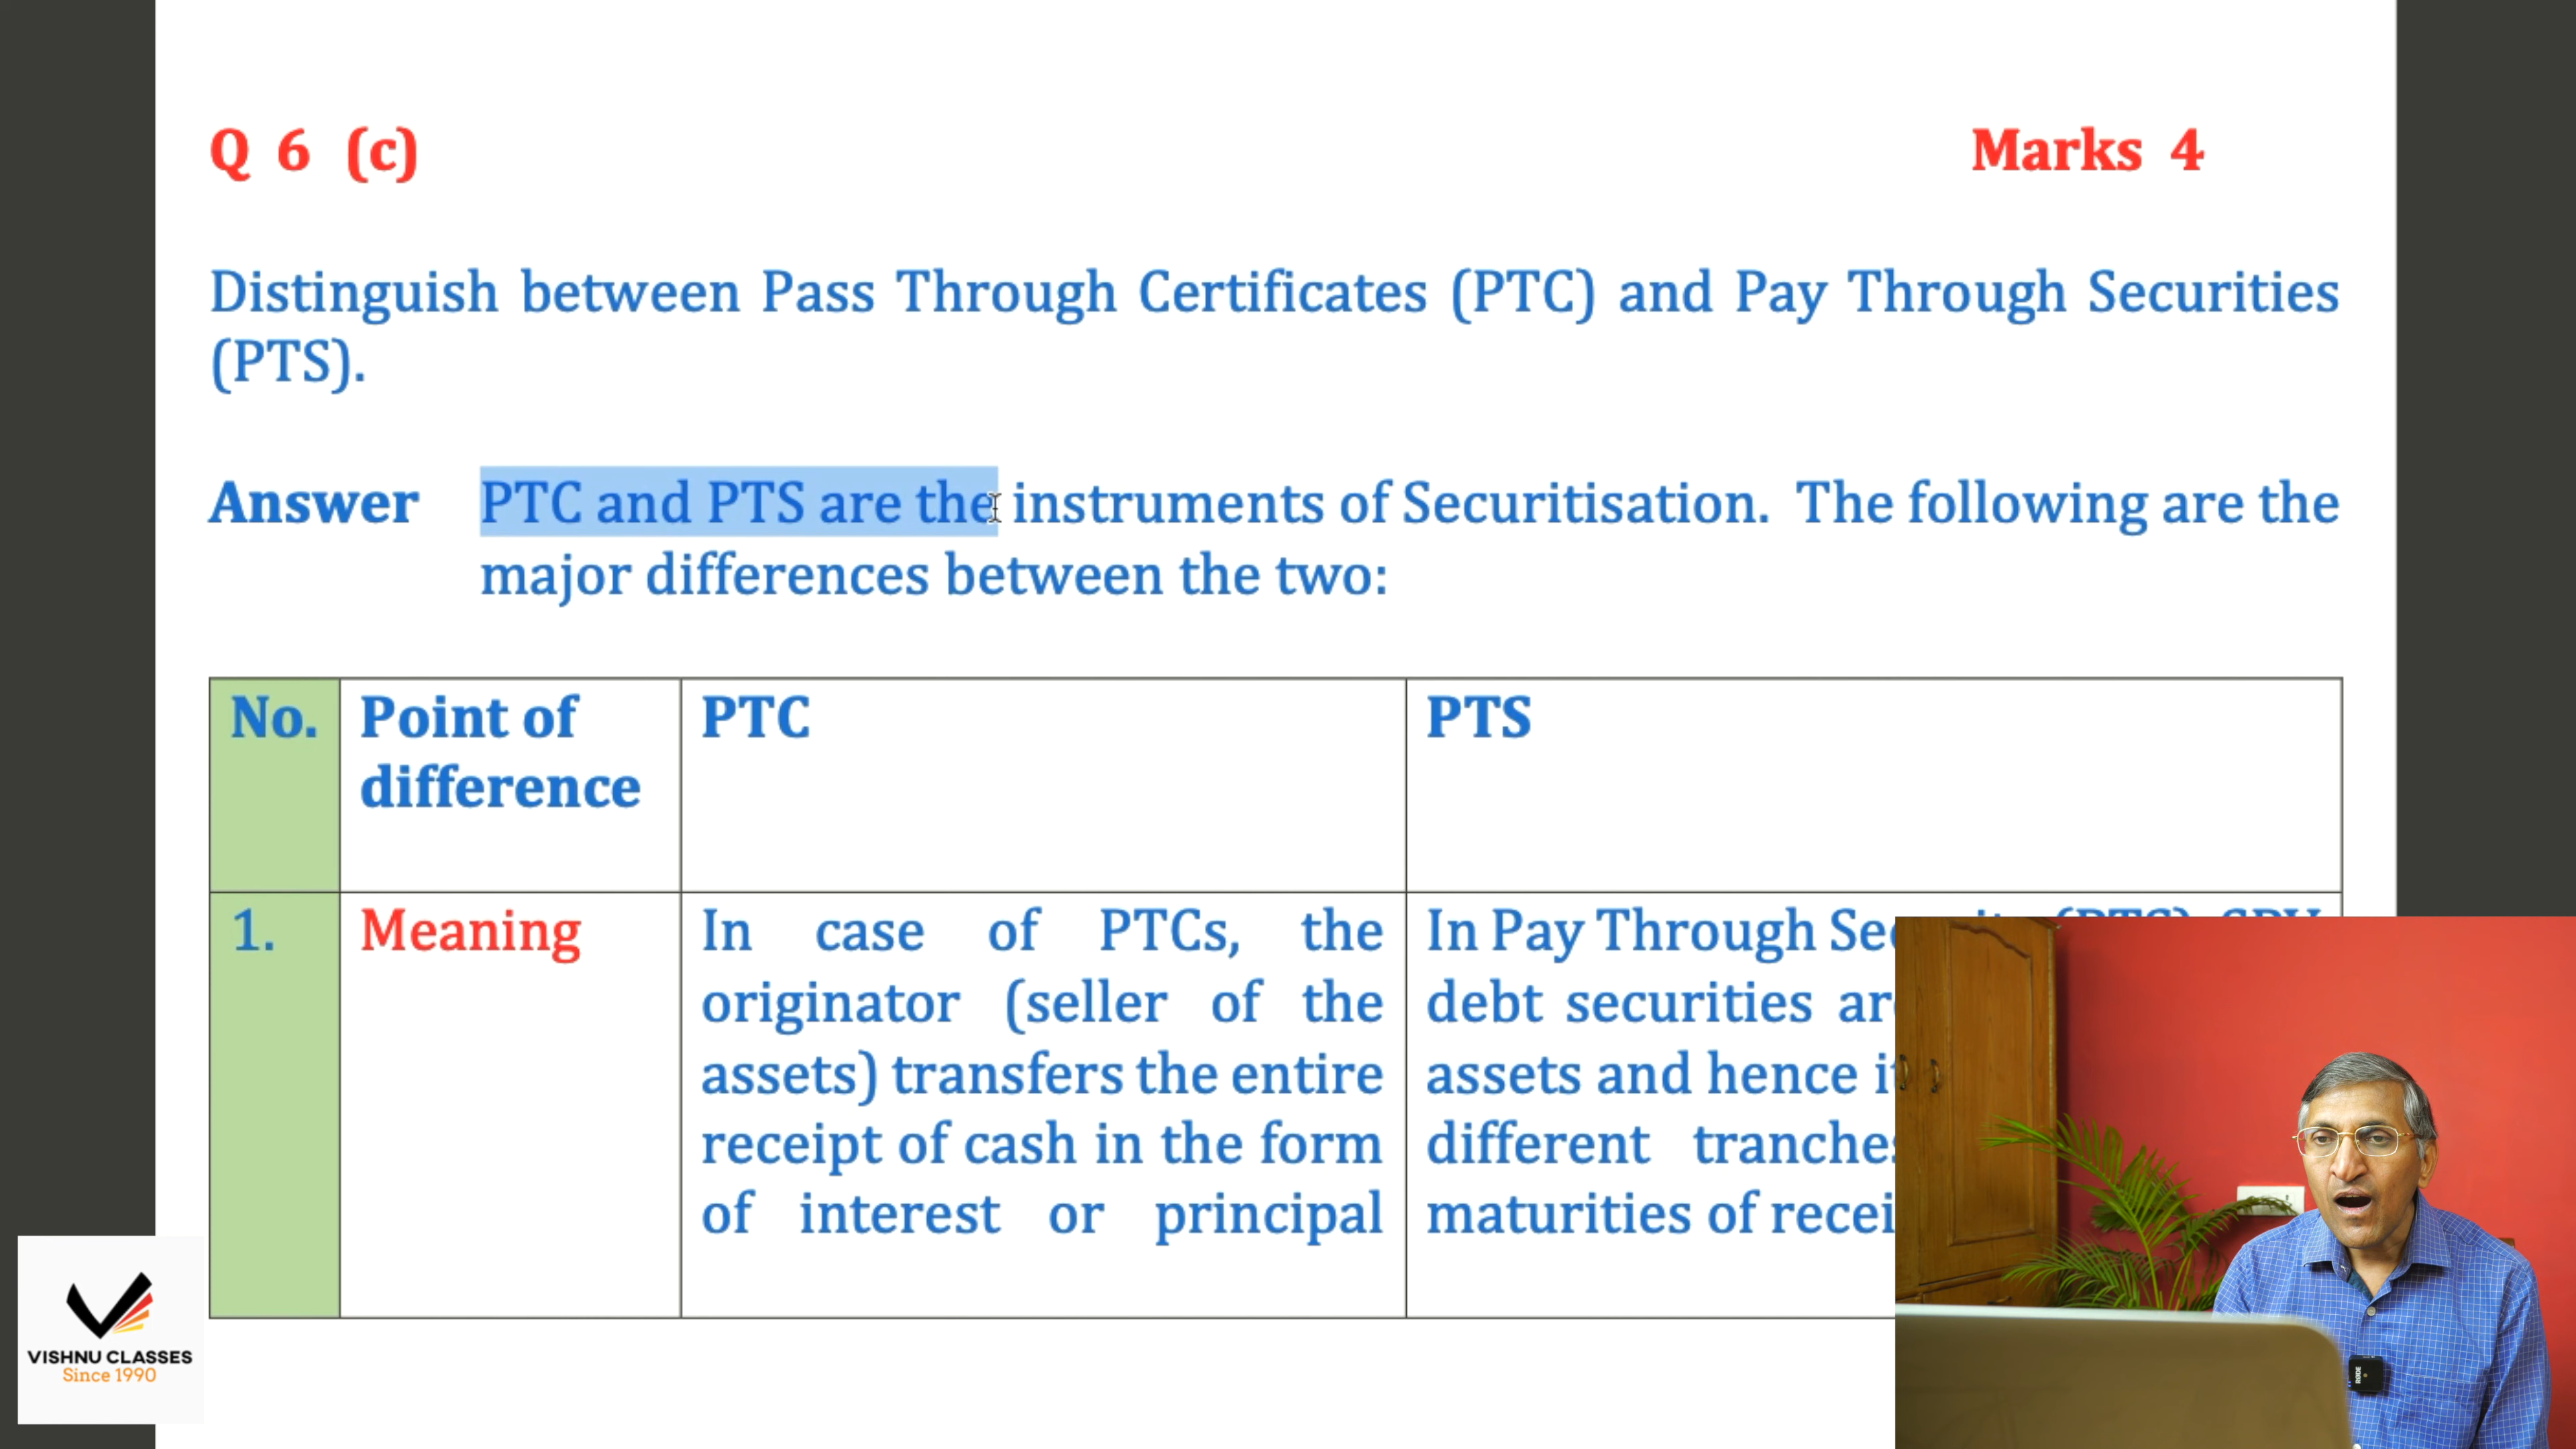 Q 6 (c) Marks 4
Distinguish between Pass Through Certificates (PTC) and Pay Through Securities
(PTS).
Answer PTC and PTS are the instruments of Securitisation. The following are the
major differences between the two:
No. Point of difference PTC PTS
1. Meaning
In case of PTCs, the
originator (seller of the
assets) transfers the entire
receipt of cash in the form
of interest or principal
In Pay Through
debt securities
assets and hence
different
maturities of
VISHNU CLASSES
Since 1990
RODE